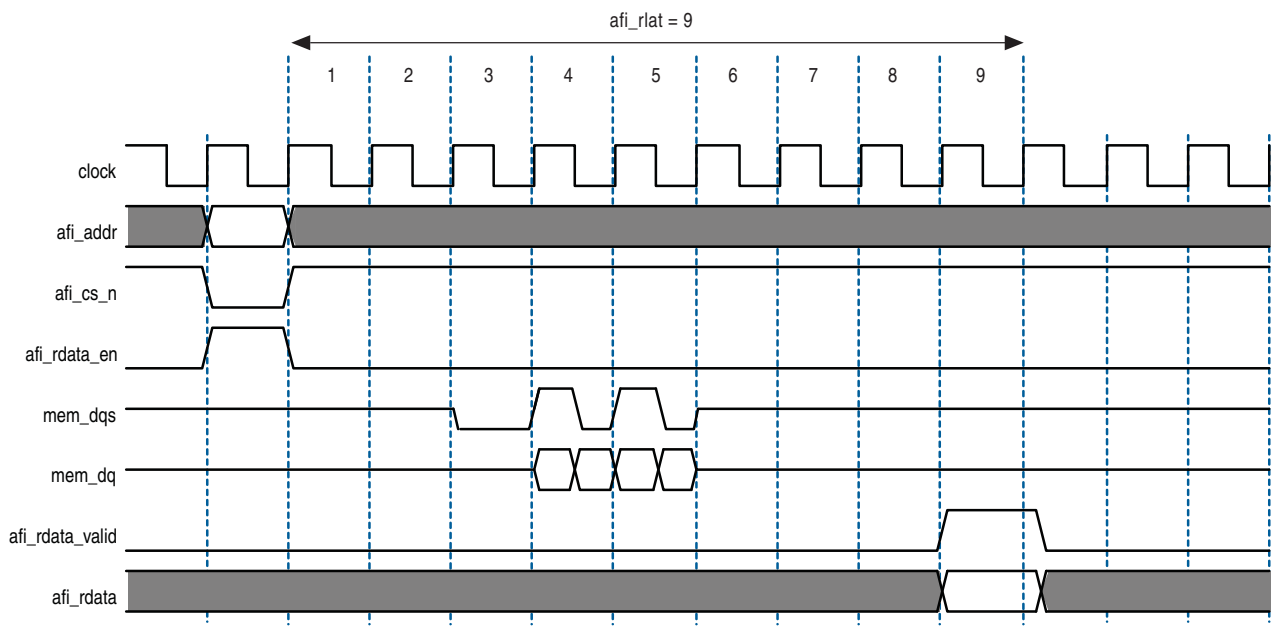 afi_rlat = 9
1 2 3 4 5 6 7 8 9
clock
afi_addr
afi_cs_n
afi_rdata_en
mem_dqs
mem_dq
afi_rdata_valid
afi_rdata